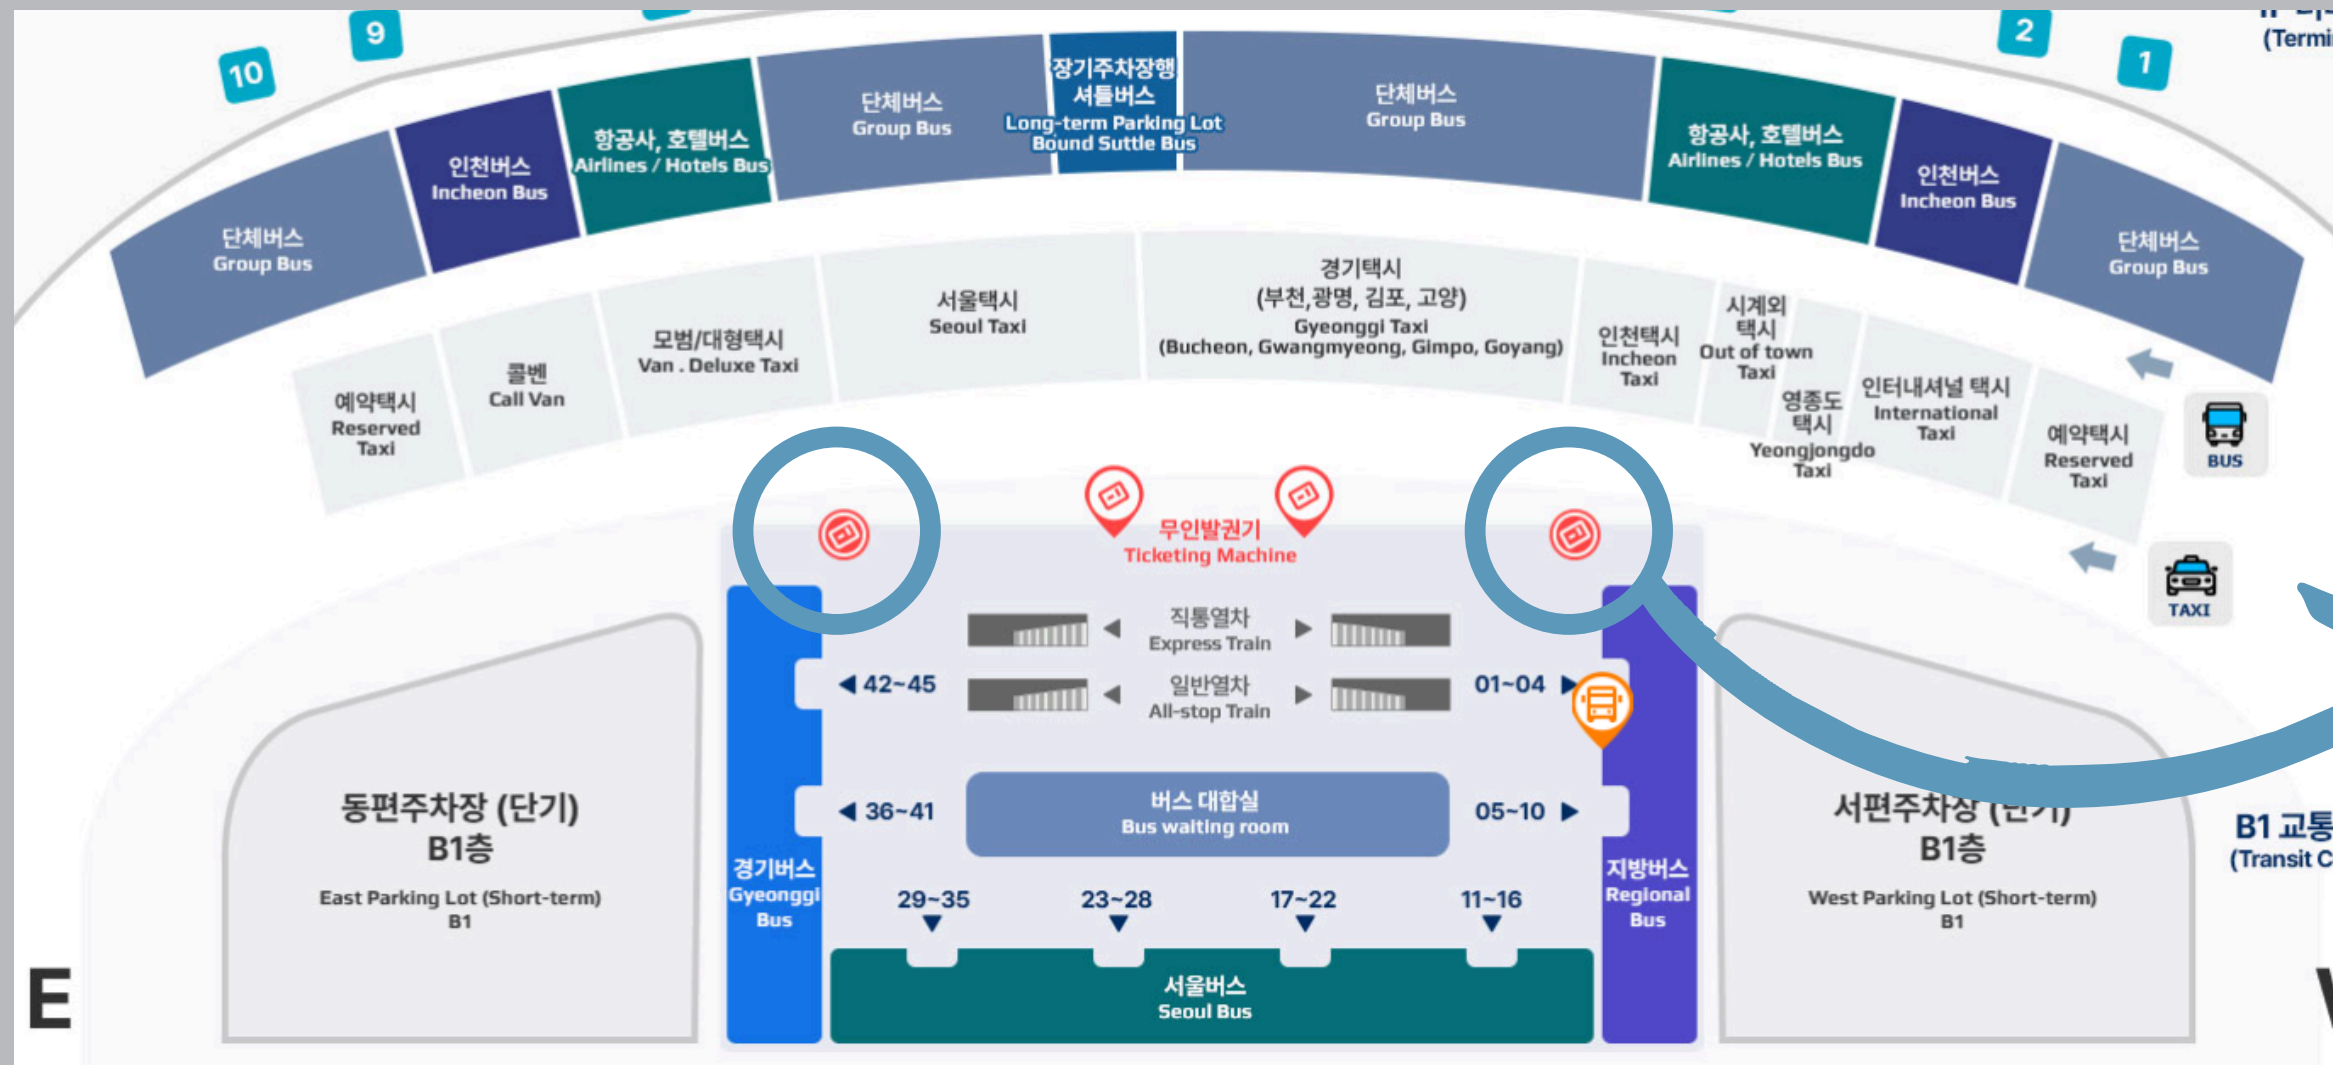 10
9
2
1
(Termi
단체버스
Group Bus
인천버스
Incheon Bus
항공사, 호텔버스
Airlines / Hotels Bus
단체버스
Group Bus
장기주차장행
셔틀버스
Long-term Parking Lot
Bound Suttle Bus
단체버스
Group Bus
항공사, 호텔버스
Airlines / Hotels Bus
인천버스
Incheon Bus
단체버스
Group Bus
예약택시
Reserved
Taxi
콜벤
Call Van
모범/대형택시
Van . Deluxe Taxi
서울택시
Seoul Taxi
경기택시
(부천,광명, 김포, 고양)
Gyeonggi Taxi
(Bucheon, Gwangmyeong, Gimpo, Goyang)
인천택시
Incheon
Taxi
시계외
택시
Out of town
Taxi
영종도
택시
Yeongjongdo
Taxi
인터내셔널 택시
International
Taxi
예약택시
Reserved
Taxi
BUS
TAXI
무인발권기
Ticketing Machine
직통열차
Express Train
일반열차
All-stop Train
42~45
01~04
36~41
05~10
버스 대합실
Bus waiting room
29~35
23~28
17~22
11~16
경기버스
Gyeonggi
Bus
지방버스
Regional
Bus
서울버스
Seoul Bus
동편주차장 (단기)
B1층
East Parking Lot (Short-term)
B1
서편주차장 (단기)
B1층
West Parking Lot (Short-term)
B1
B1 교통
(Transit C
E